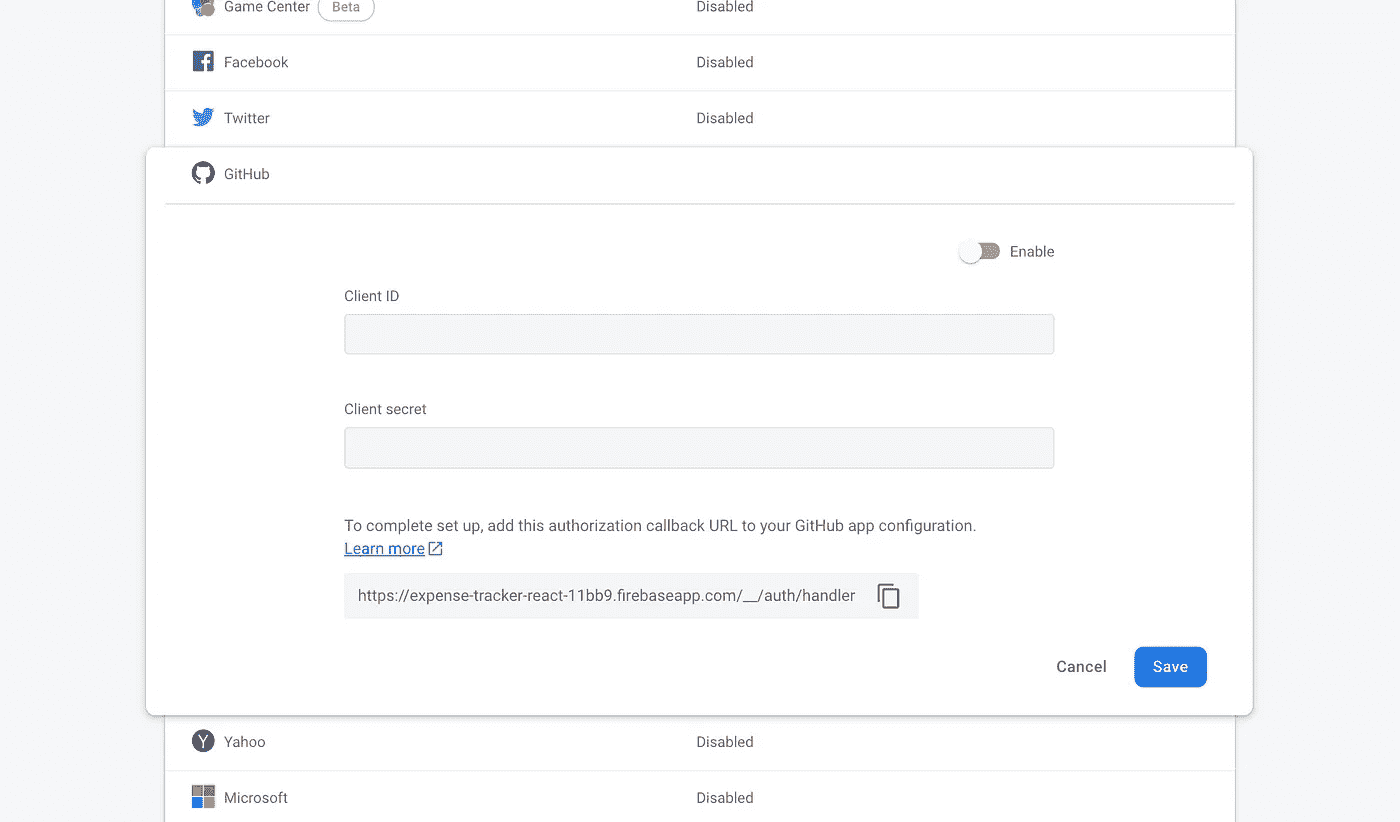 Game Center Beta Disabled
Facebook Disabled
Twitter Disabled
GitHub
Enable
Client ID
Client secret
To complete set up, add this authorization callback URL to your GitHub app configuration.
Learn more
https://expense-tracker-react-11bb9.firebaseapp.com/__/auth/handler
Cancel Save
Y Yahoo Disabled
Microsoft Disabled